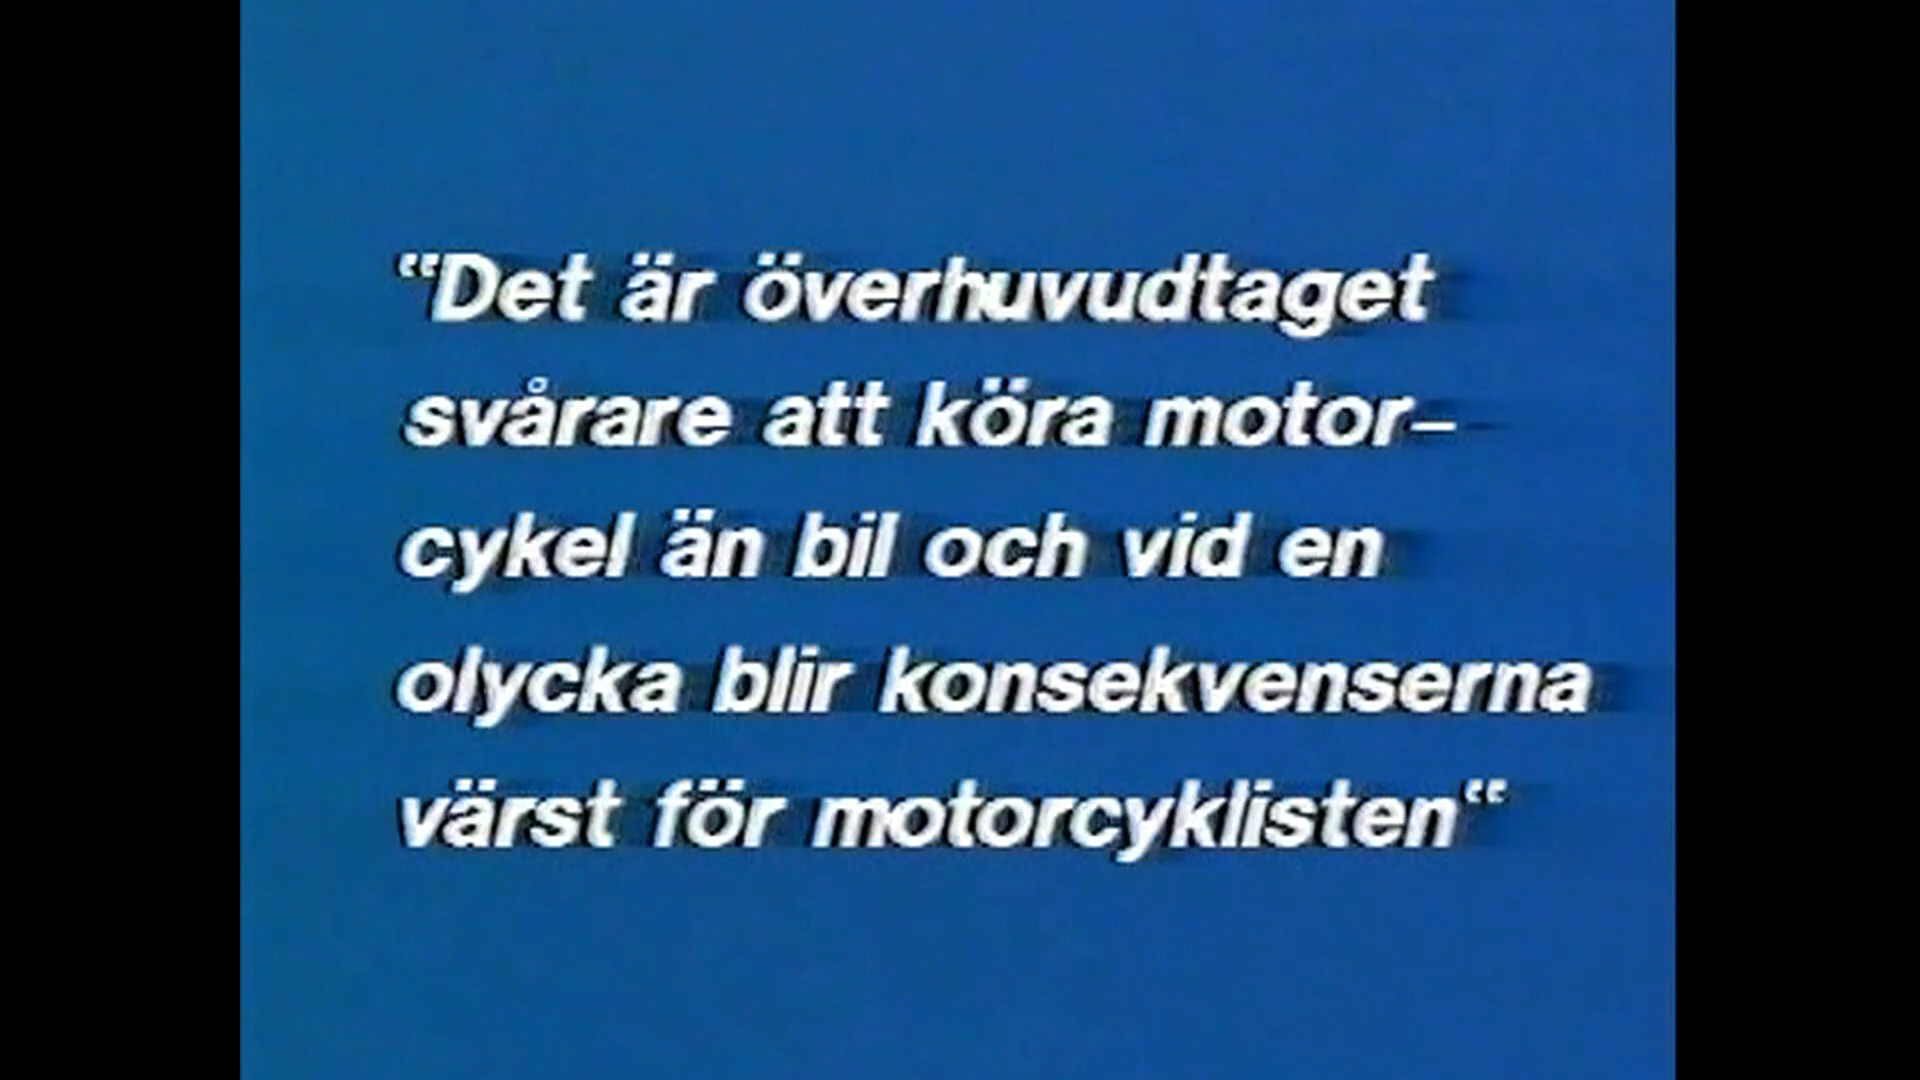 “Det är överhuvudtaget
svårare att köra motor-
cykel än bil och vid en
olycka blir konsekvenserna
värst för motorcyklisten“